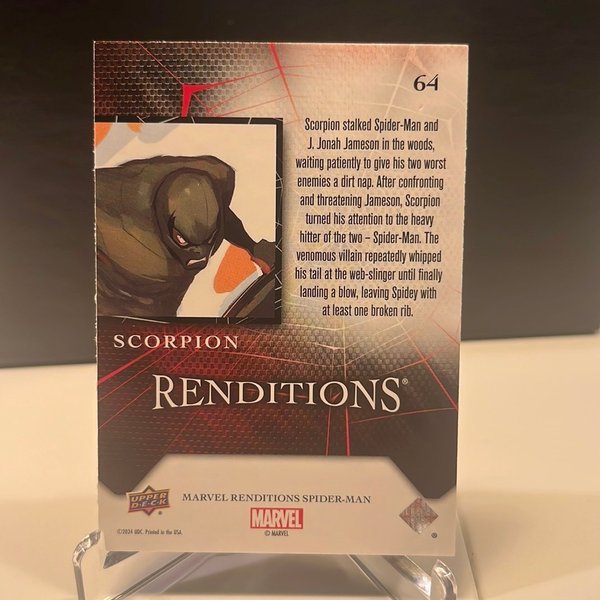 64
Scorpion stalked Spider-Man and
J. Jonah Jameson in the woods,
waiting patiently to give his two worst
enemies a dirt nap. After confronting
and threatening Jameson, Scorpion
turned his attention to the heavy
hitter of the two – Spider-Man. The
venomous villain repeatedly whipped
his tail at the web-slinger until finally
landing a blow, leaving Spidey with
at least one broken rib.
SCORPION
RENDITIONS®
UPPER
D·E·C·K
MARVEL RENDITIONS SPIDER-MAN
MARVEL
© MARVEL
©2024 UDC. Printed in the USA.
®